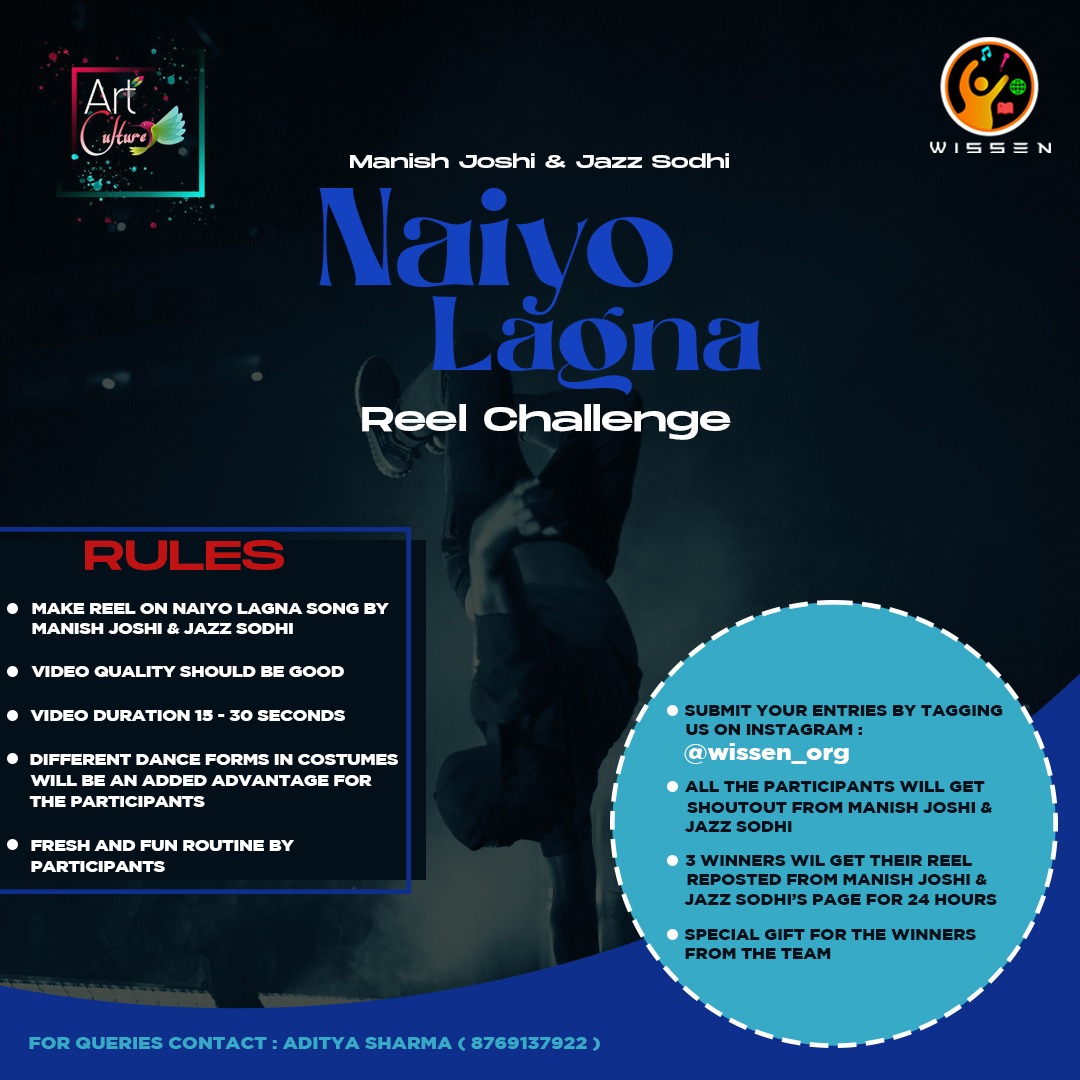 Art
Culture
WISSEN
Manish Joshi & Jazz Sodhi
Naiyo
Lagna
Reel Challenge
RULES
MAKE REEL ON NAIYO LAGNA SONG BY
MANISH JOSHI & JAZZ SODHI
VIDEO QUALITY SHOULD BE GOOD
VIDEO DURATION 15 - 30 SECONDS
DIFFERENT DANCE FORMS IN COSTUMES
WILL BE AN ADDED ADVANTAGE FOR
THE PARTICIPANTS
FRESH AND FUN ROUTINE BY
PARTICIPANTS
SUBMIT YOUR ENTRIES BY TAGGING
US ON INSTAGRAM :
@wissen_org
ALL THE PARTICIPANTS WILL GET
SHOUTOUT FROM MANISH JOSHI &
JAZZ SODHI
3 WINNERS WIL GET THEIR REEL
REPOSTED FROM MANISH JOSHI &
JAZZ SODHI'S PAGE FOR 24 HOURS
SPECIAL GIFT FOR THE WINNERS
FROM THE TEAM
FOR QUERIES CONTACT : ADITYA SHARMA ( 8769137922 )